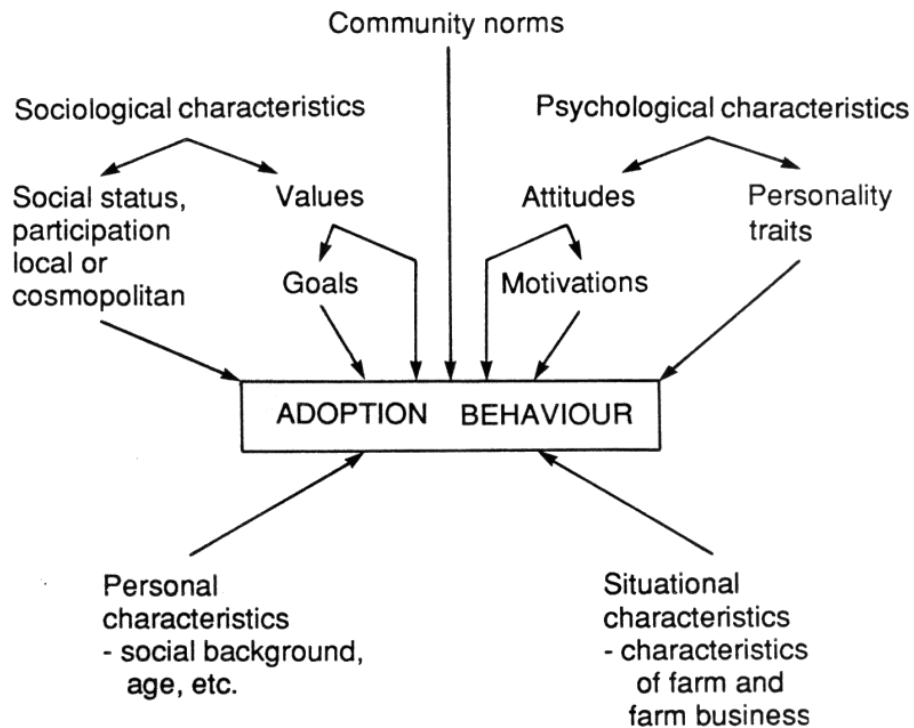 Community norms
Sociological characteristics
Psychological characteristics
Social status,
participation
local or
cosmopolitan
Values
Goals
Attitudes
Motivations
Personality
traits
ADOPTION BEHAVIOUR
Personal
characteristics
- social background,
age, etc.
Situational
characteristics
- characteristics
of farm and
farm business